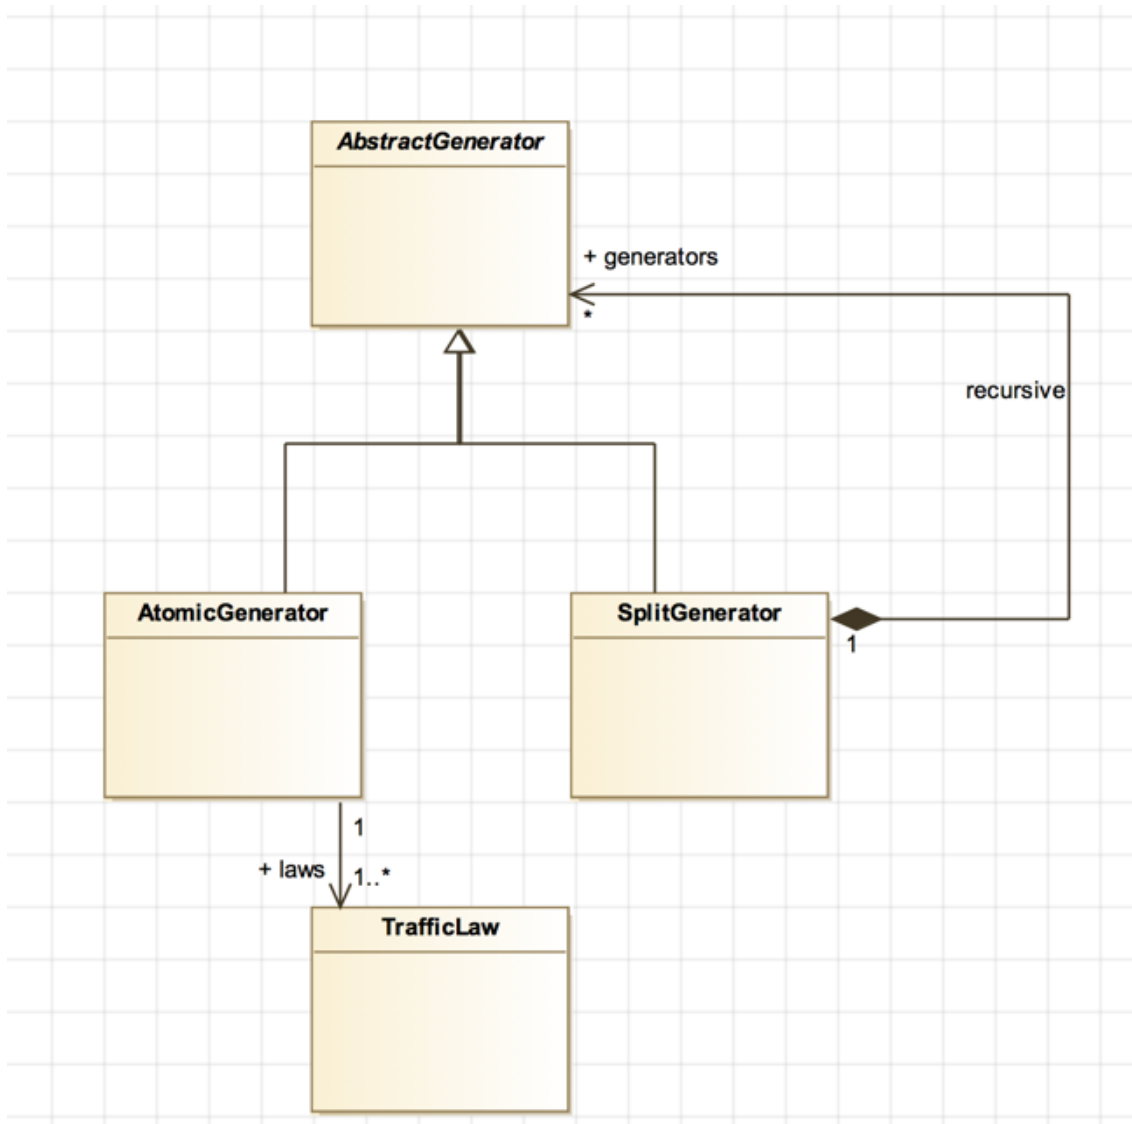 AbstractGenerator
+ generators
*
recursive
AtomicGenerator
SplitGenerator
1
1
+ laws
1..*
TrafficLaw